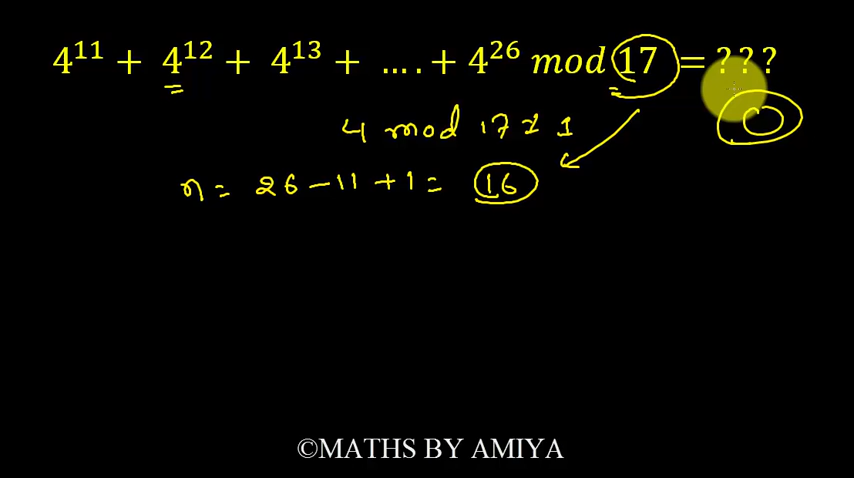 4¹¹ + 4¹² + 4¹³ + .... + 4²⁶ mod 17 = ???
4 mod 17 ≠ 1 0
n = 26 - 11 + 1 = 16
©MATHS BY AMIYA